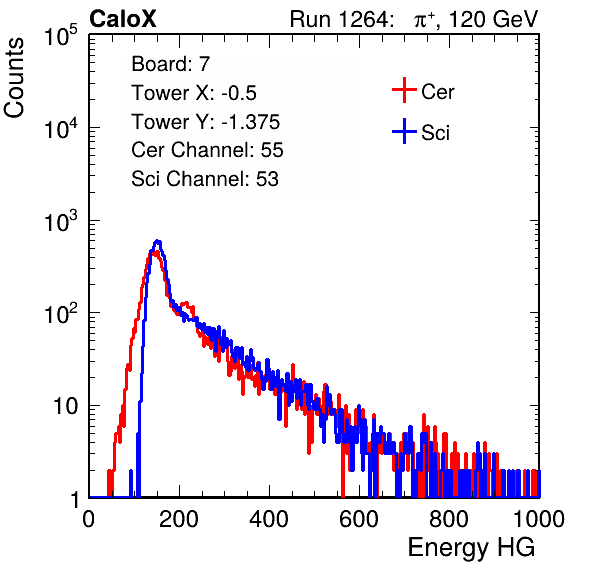 CaloX Run 1264: π⁺, 120 GeV
Counts
10⁵
10⁴
10³
10²
10
1
Board: 7
Tower X: -0.5
Tower Y: -1.375
Cer Channel: 55
Sci Channel: 53
Cer
Sci
0 200 400 600 800 1000
Energy HG